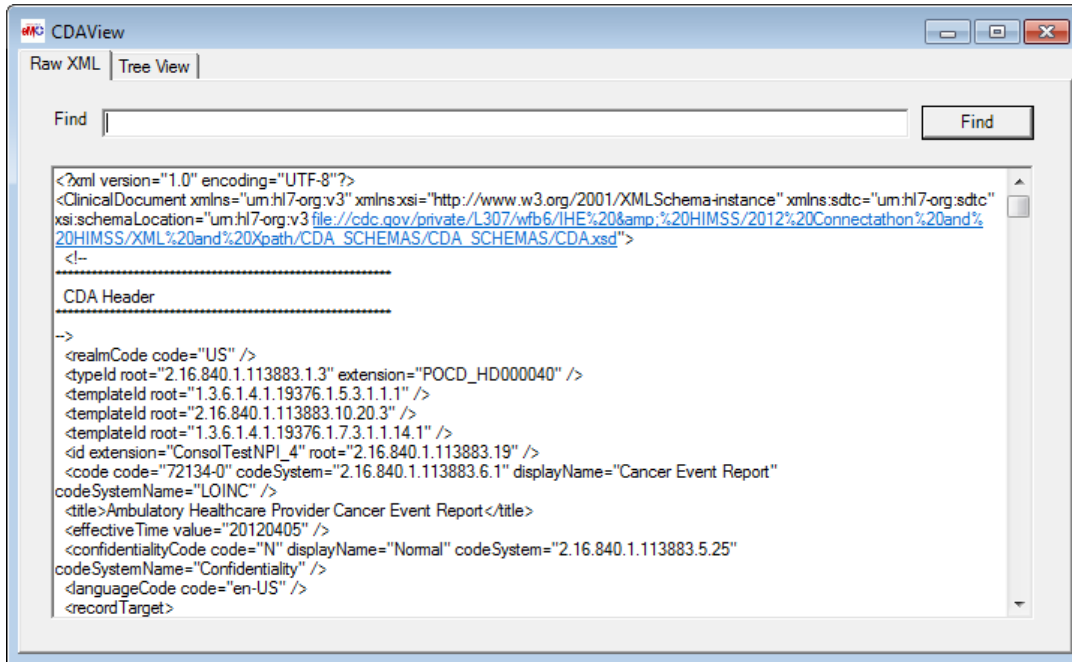 eMC CDAView
Raw XML Tree View
Find Find
<?xml version="1.0" encoding="UTF-8"?>
<ClinicalDocument xmlns="urn:hl7-org:v3" xmlns:xsi="http://www.w3.org/2001/XMLSchema-instance" xmlns:sdtc="urn:hl7-org:sdtc"
xsi:schemaLocation="urn:hl7-org:v3 file://cdc.gov/private/L307/wfb6/IHE%20&amp;%20HIMSS/2012%20Connectathon%20and%
20HIMSS/XML%20and%20Xpath/CDA_SCHEMAS/CDA_SCHEMAS/CDA.xsd">
<!--
********************************************************
CDA Header
********************************************************
-->
<realmCode code="US" />
<typeId root="2.16.840.1.113883.1.3" extension="POCD_HD000040" />
<templateId root="1.3.6.1.4.1.19376.1.5.3.1.1.1" />
<templateId root="2.16.840.1.113883.10.20.3" />
<templateId root="1.3.6.1.4.1.19376.1.7.3.1.1.14.1" />
<id extension="ConsolTestNPI_4" root="2.16.840.1.113883.19" />
<code code="72134-0" codeSystem="2.16.840.1.113883.6.1" displayName="Cancer Event Report"
codeSystemName="LOINC" />
<title>Ambulatory Healthcare Provider Cancer Event Report</title>
<effectiveTime value="20120405" />
<confidentialityCode code="N" displayName="Normal" codeSystem="2.16.840.1.113883.5.25"
codeSystemName="Confidentiality" />
<languageCode code="en-US" />
<recordTarget>